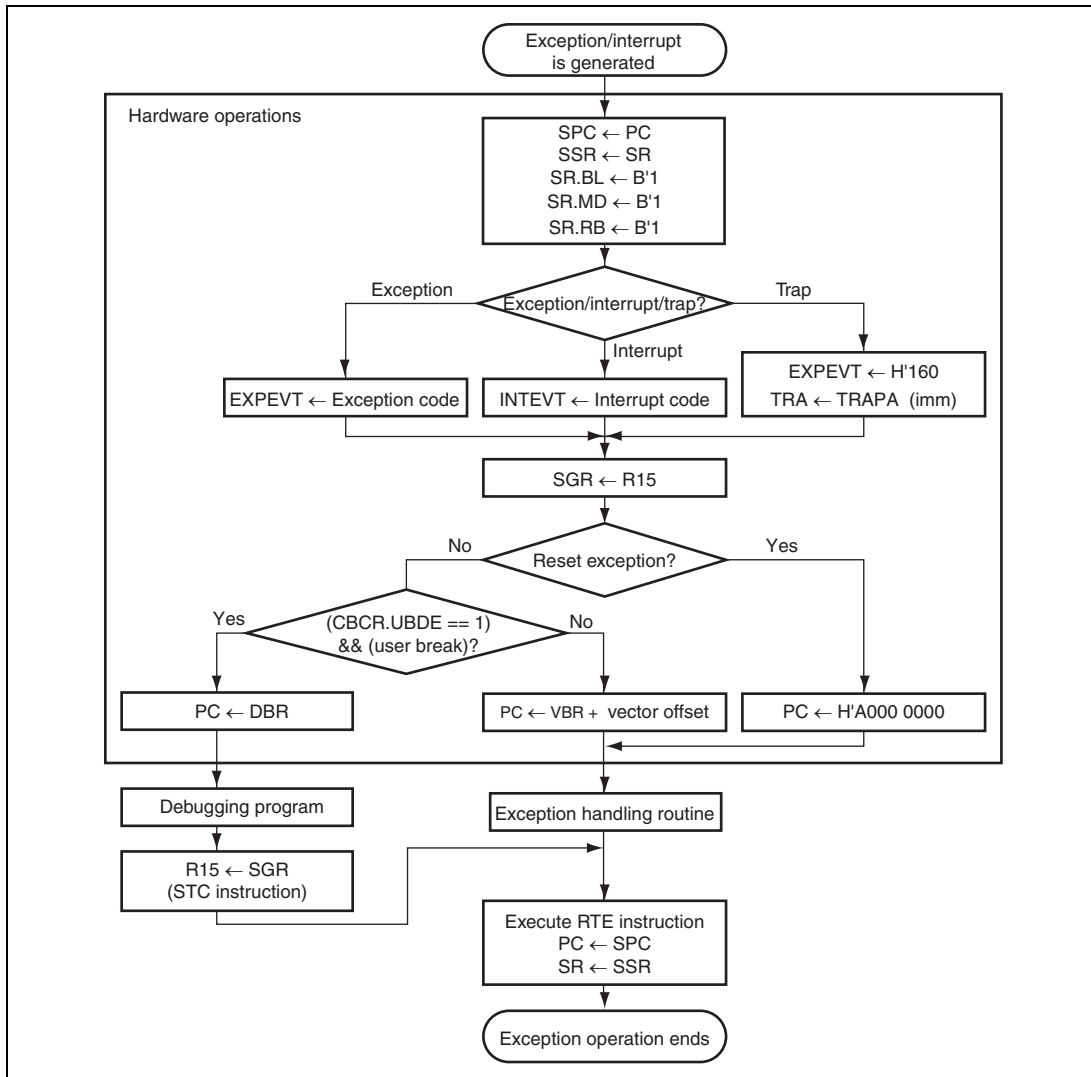 Exception/interrupt
is generated
Hardware operations
SPC ← PC
SSR ← SR
SR.BL ← B'1
SR.MD ← B'1
SR.RB ← B'1
Exception
Exception/interrupt/trap?
Trap
Interrupt
EXPEVT ← Exception code
INTEVT ← Interrupt code
EXPEVT ← H'160
TRA ← TRAPA (imm)
SGR ← R15
No
Reset exception?
Yes
Yes
(CBCR.UBDE == 1)
&& (user break)?
No
PC ← DBR
PC ← VBR + vector offset
PC ← H'A000 0000
Debugging program
Exception handling routine
R15 ← SGR
(STC instruction)
Execute RTE instruction
PC ← SPC
SR ← SSR
Exception operation ends